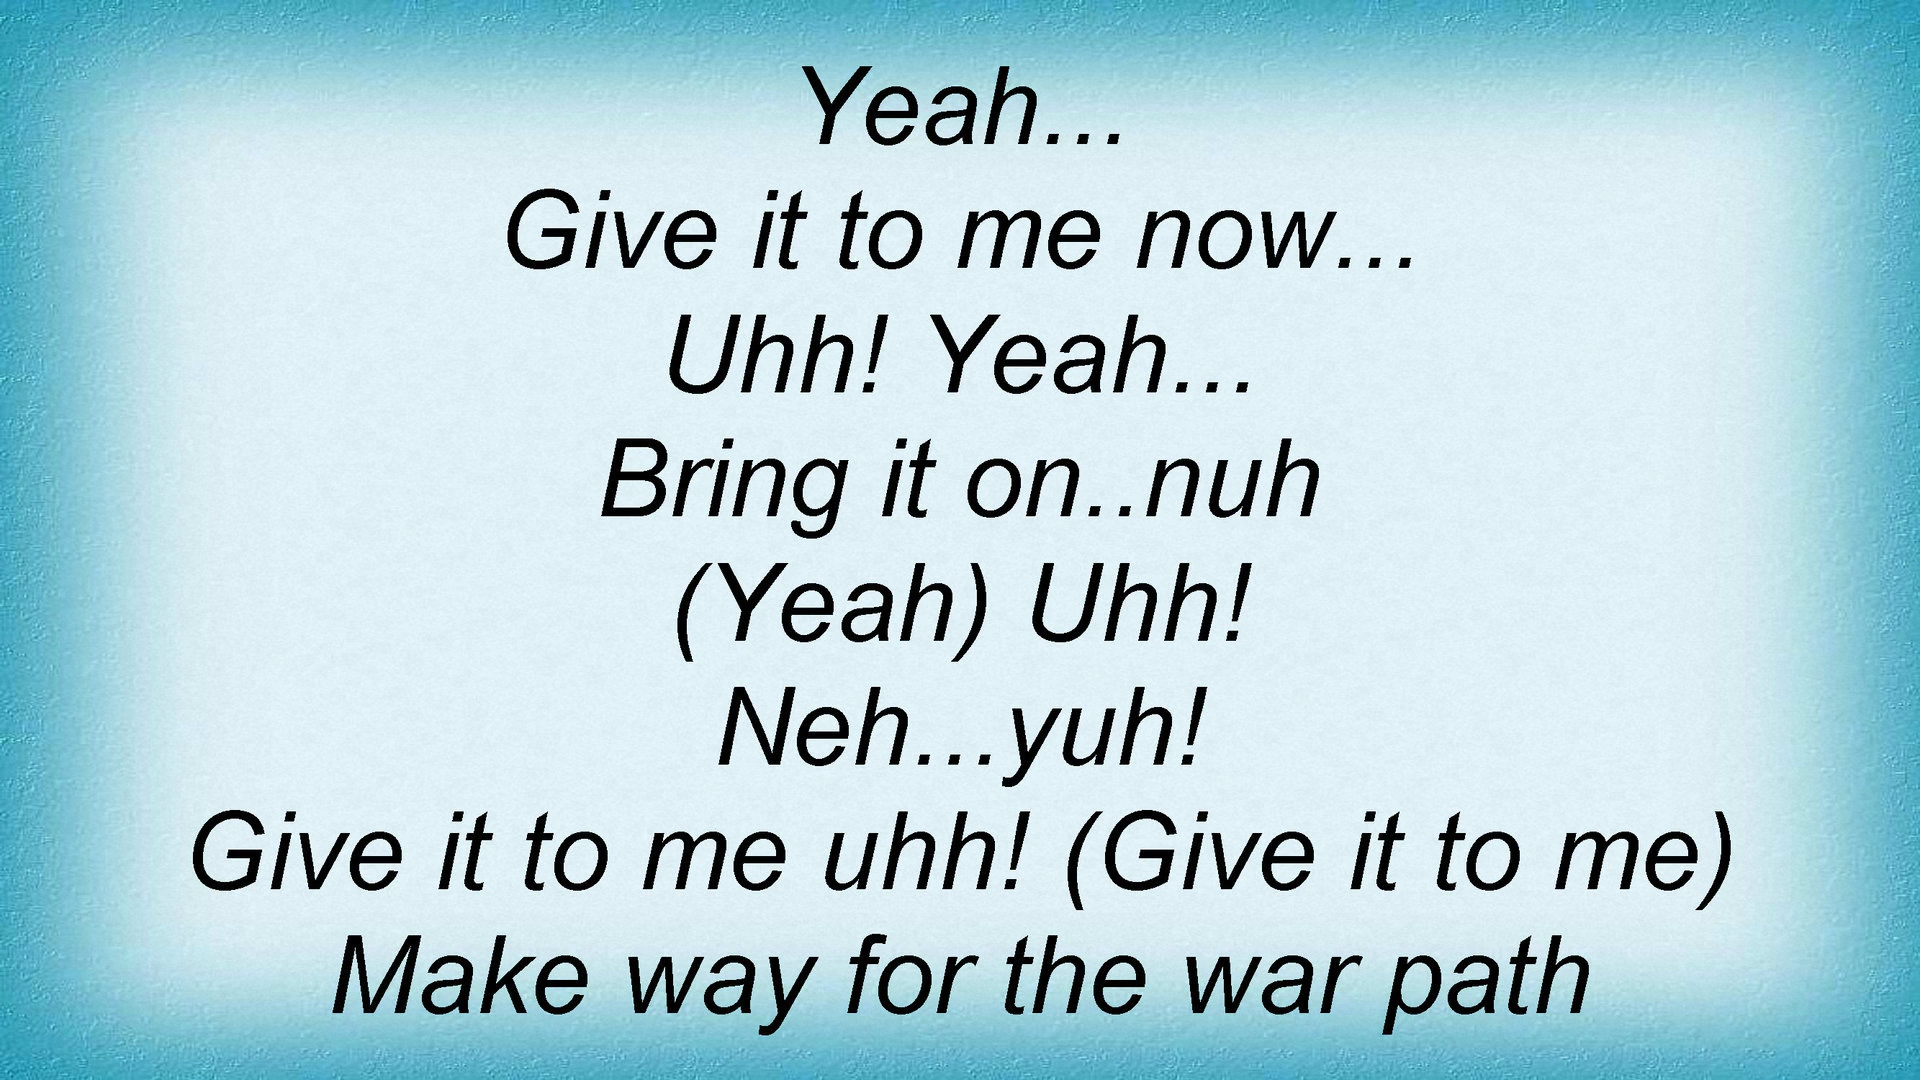 Yeah...
Give it to me now...
Uhh! Yeah...
Bring it on..nuh
(Yeah) Uhh!
Neh...yuh!
Give it to me uhh! (Give it to me)
Make way for the war path